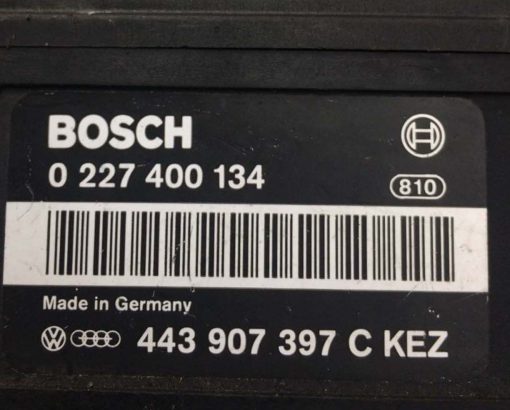 BOSCH
0 227 400 134
810
Made in Germany
443 907 397 C KEZ